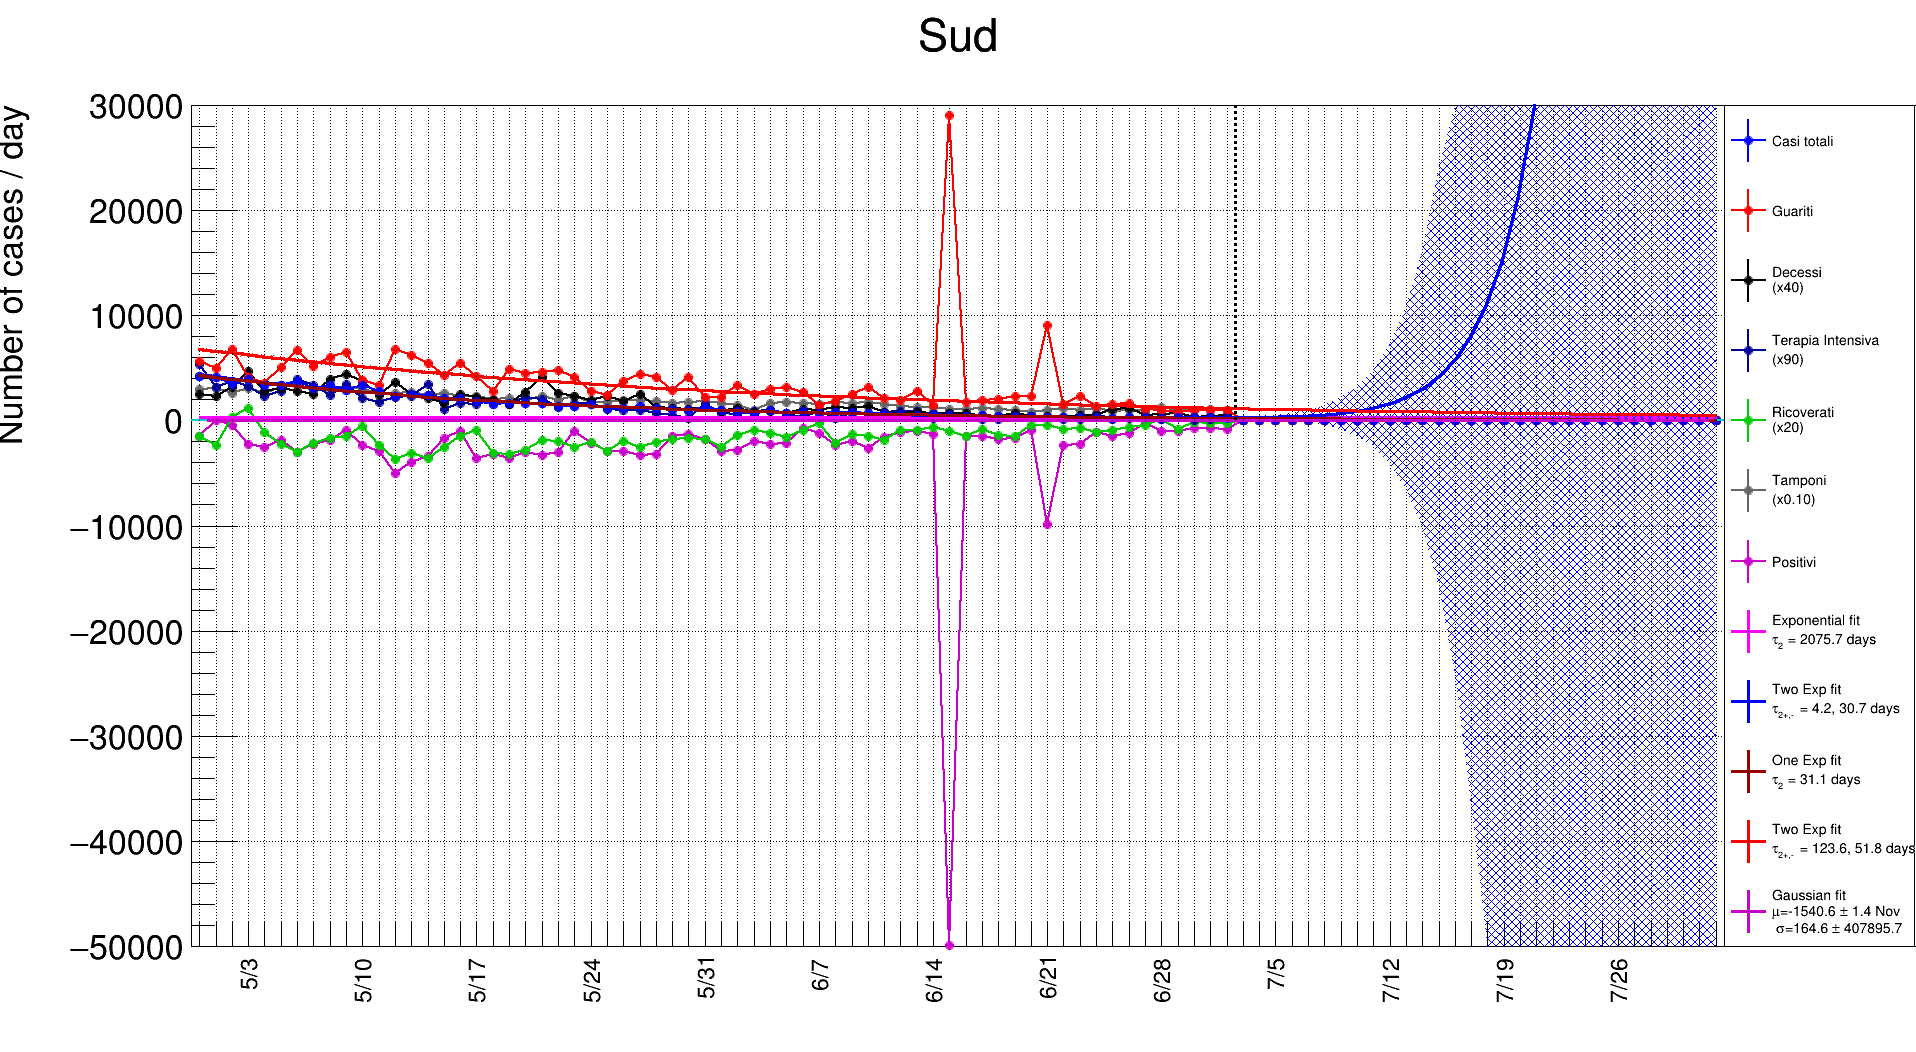 Sud
Number of cases / day
30000
20000
10000
0
−10000
−20000
−30000
−40000
−50000
5/3
5/10
5/17
5/24
5/31
6/7
6/14
6/21
6/28
7/5
7/12
7/19
7/26
Casi totali
Guariti
Decessi
(x40)
Terapia Intensiva
(x90)
Ricoverati
(x20)
Tamponi
(x0.10)
Positivi
Exponential fit
τ2 = 2075.7 days
Two Exp fit
τ2+,- = 4.2, 30.7 days
One Exp fit
τ2 = 31.1 days
Two Exp fit
τ2+,- = 123.6, 51.8 days
Gaussian fit
μ=-1540.6 ± 1.4 Nov
σ=164.6 ± 407895.7